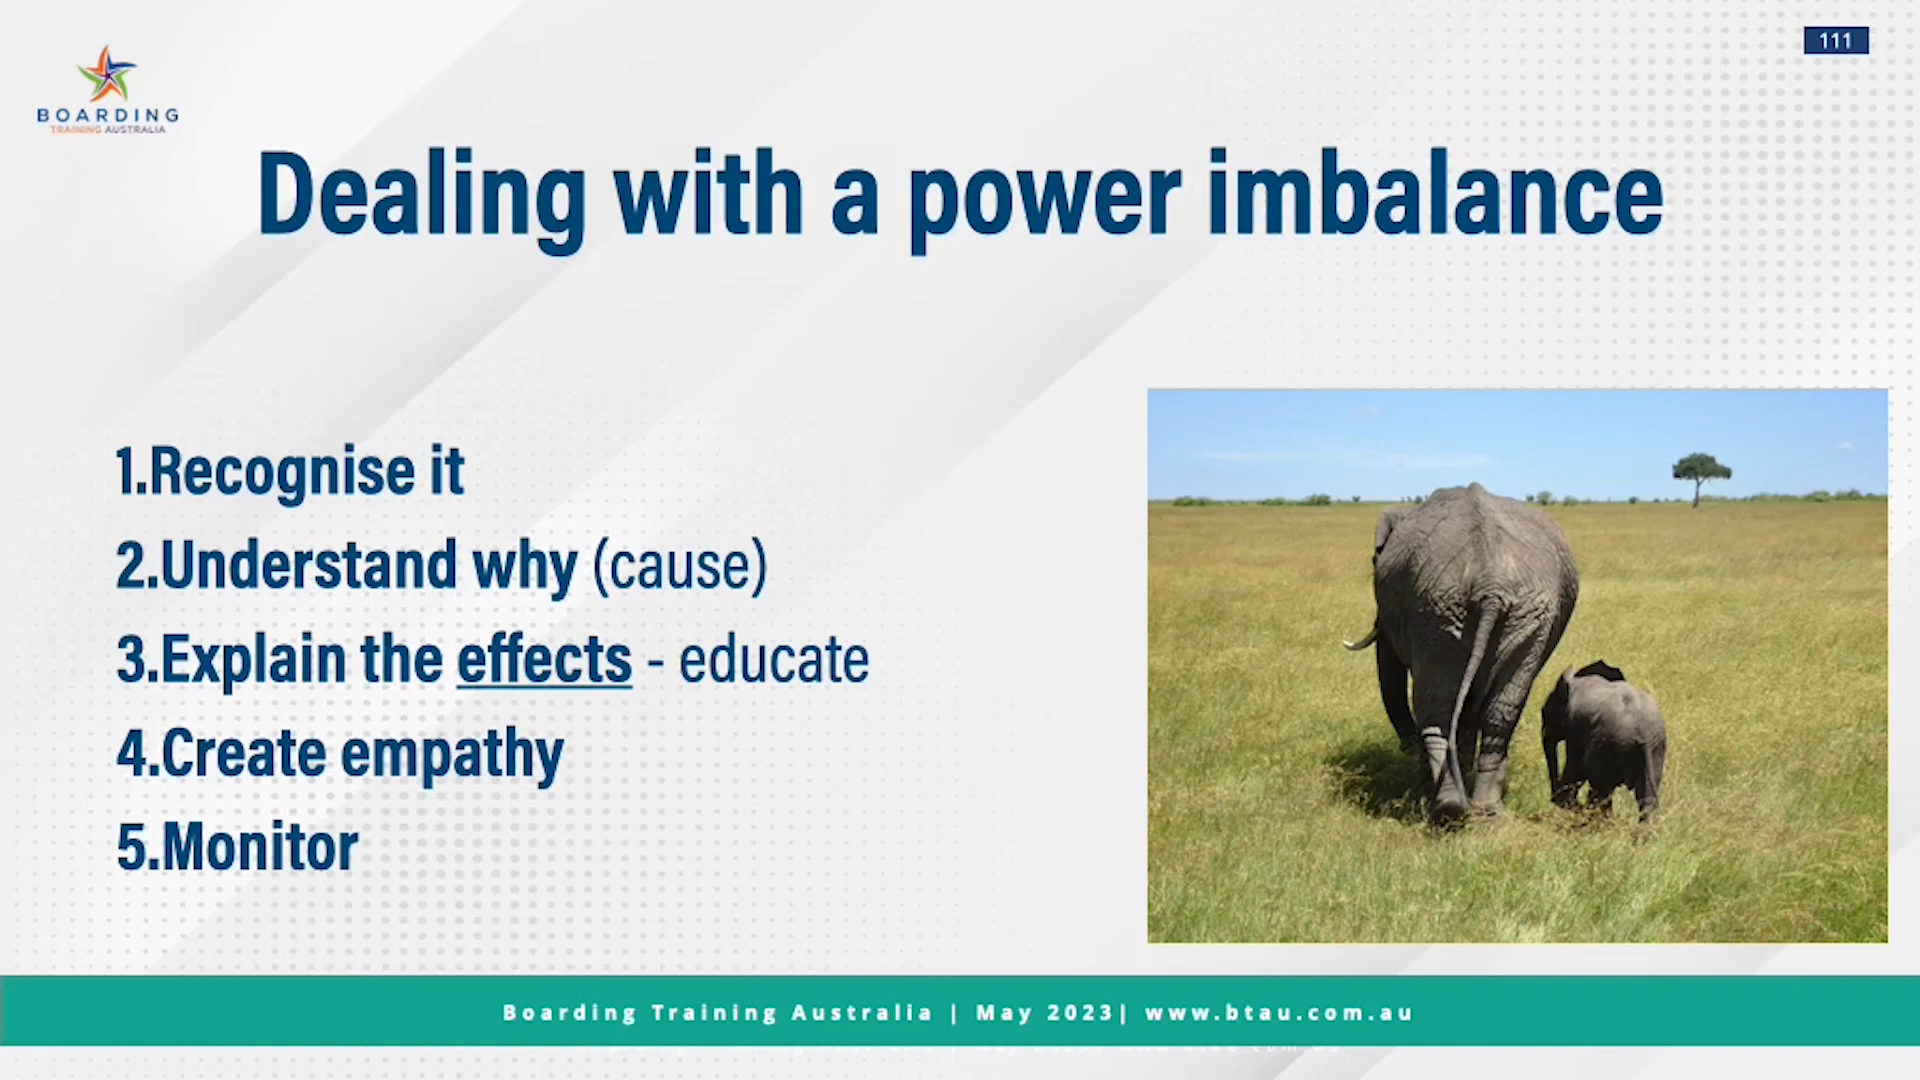 111
BOARDING
TRAINING AUSTRALIA
Dealing with a power imbalance
1.Recognise it
2.Understand why (cause)
3.Explain the effects - educate
4.Create empathy
5.Monitor
Boarding Training Australia | May 2023| www.btau.com.au